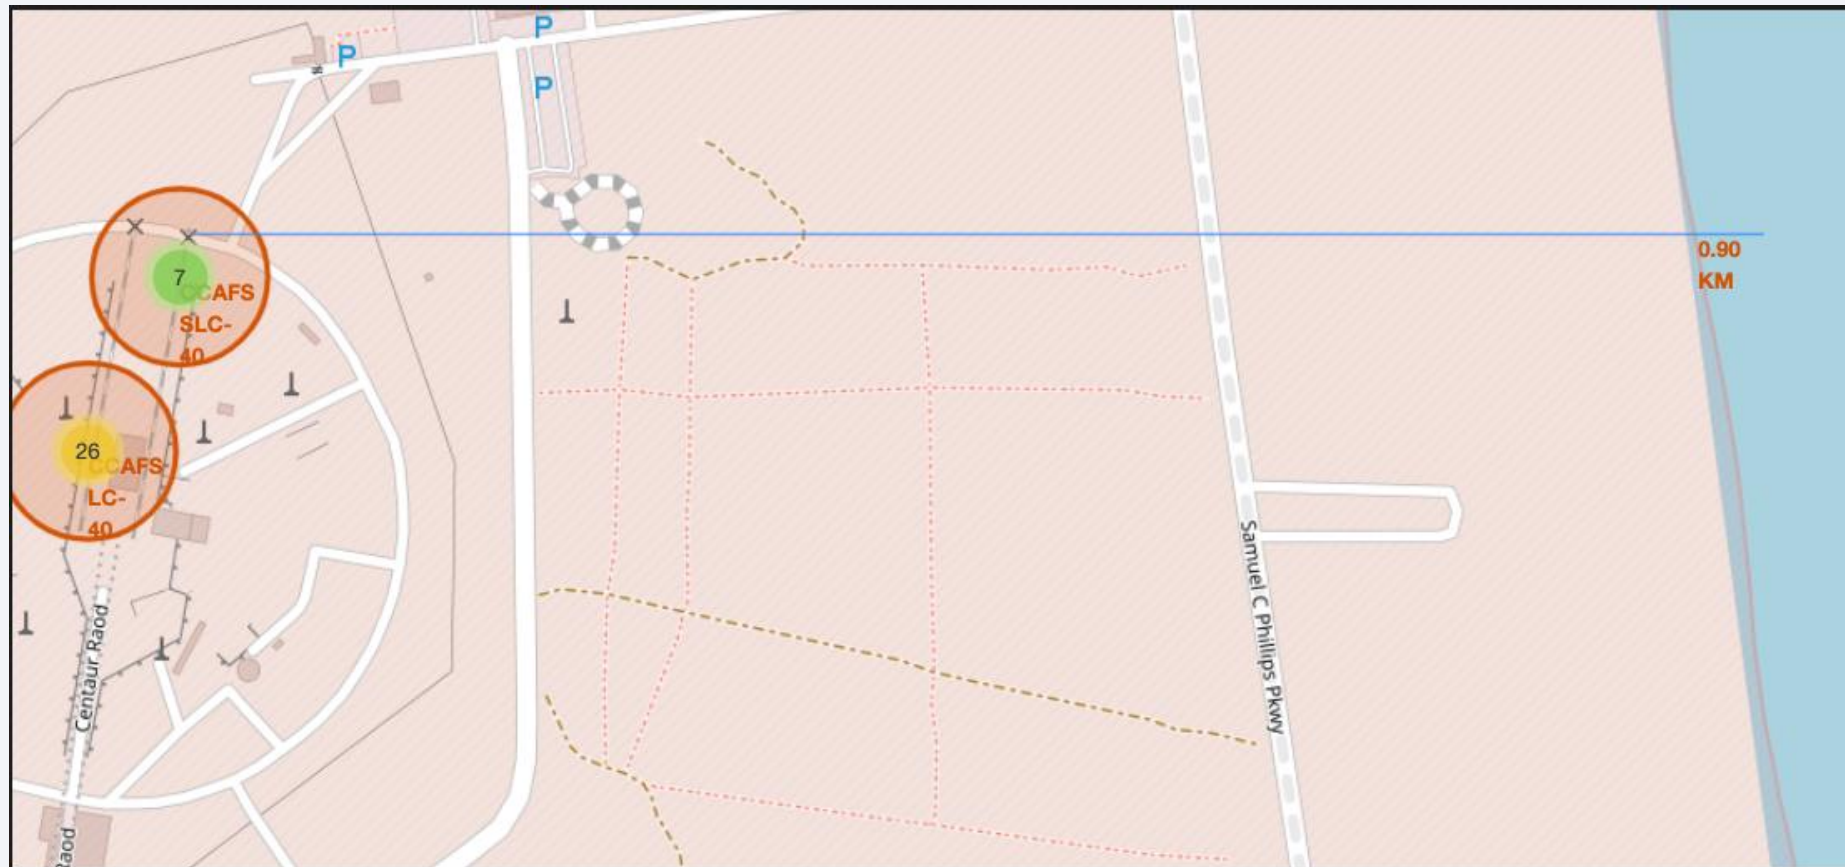 P
P
P
0.90
KM
7
CCAFS
SLC-
40
26
CCAFS
LC-
40
Samuel C Phillips Pkwy
Centaur Raod
Raod